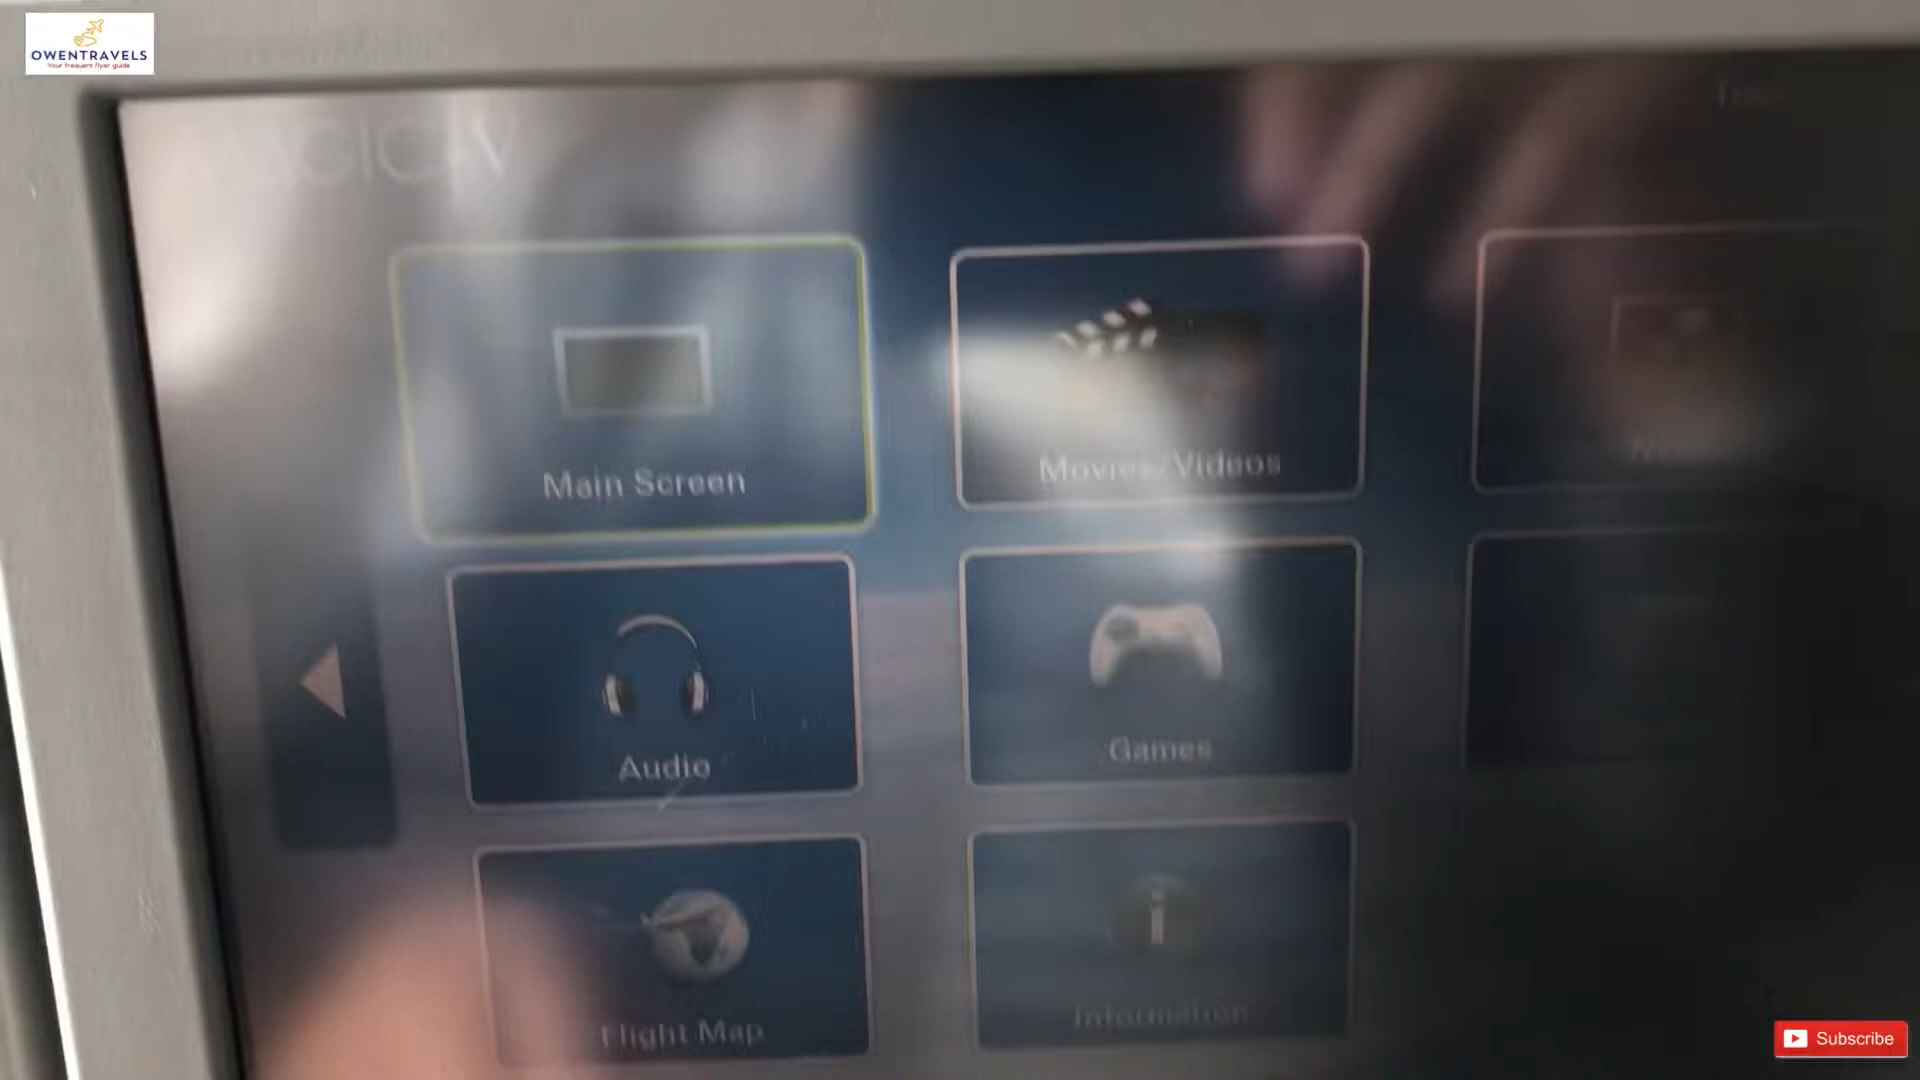 OWENTRAVELS
Your frequent flyer guide
Main Screen
Movies/Videos
Audio
Games
Flight Map
Information
Subscribe